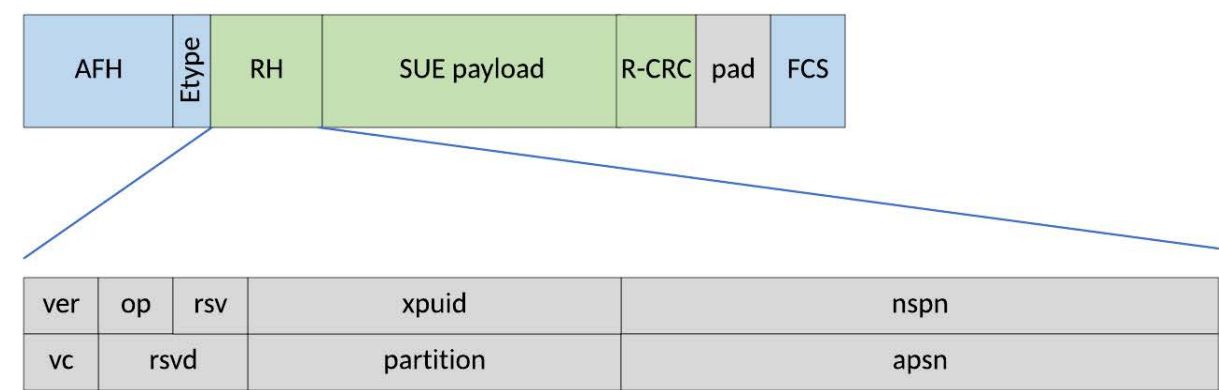 AFH Etype RH SUE payload R-CRC pad FCS
ver op rsv xpuid nspn
vc rsvd partition apsn